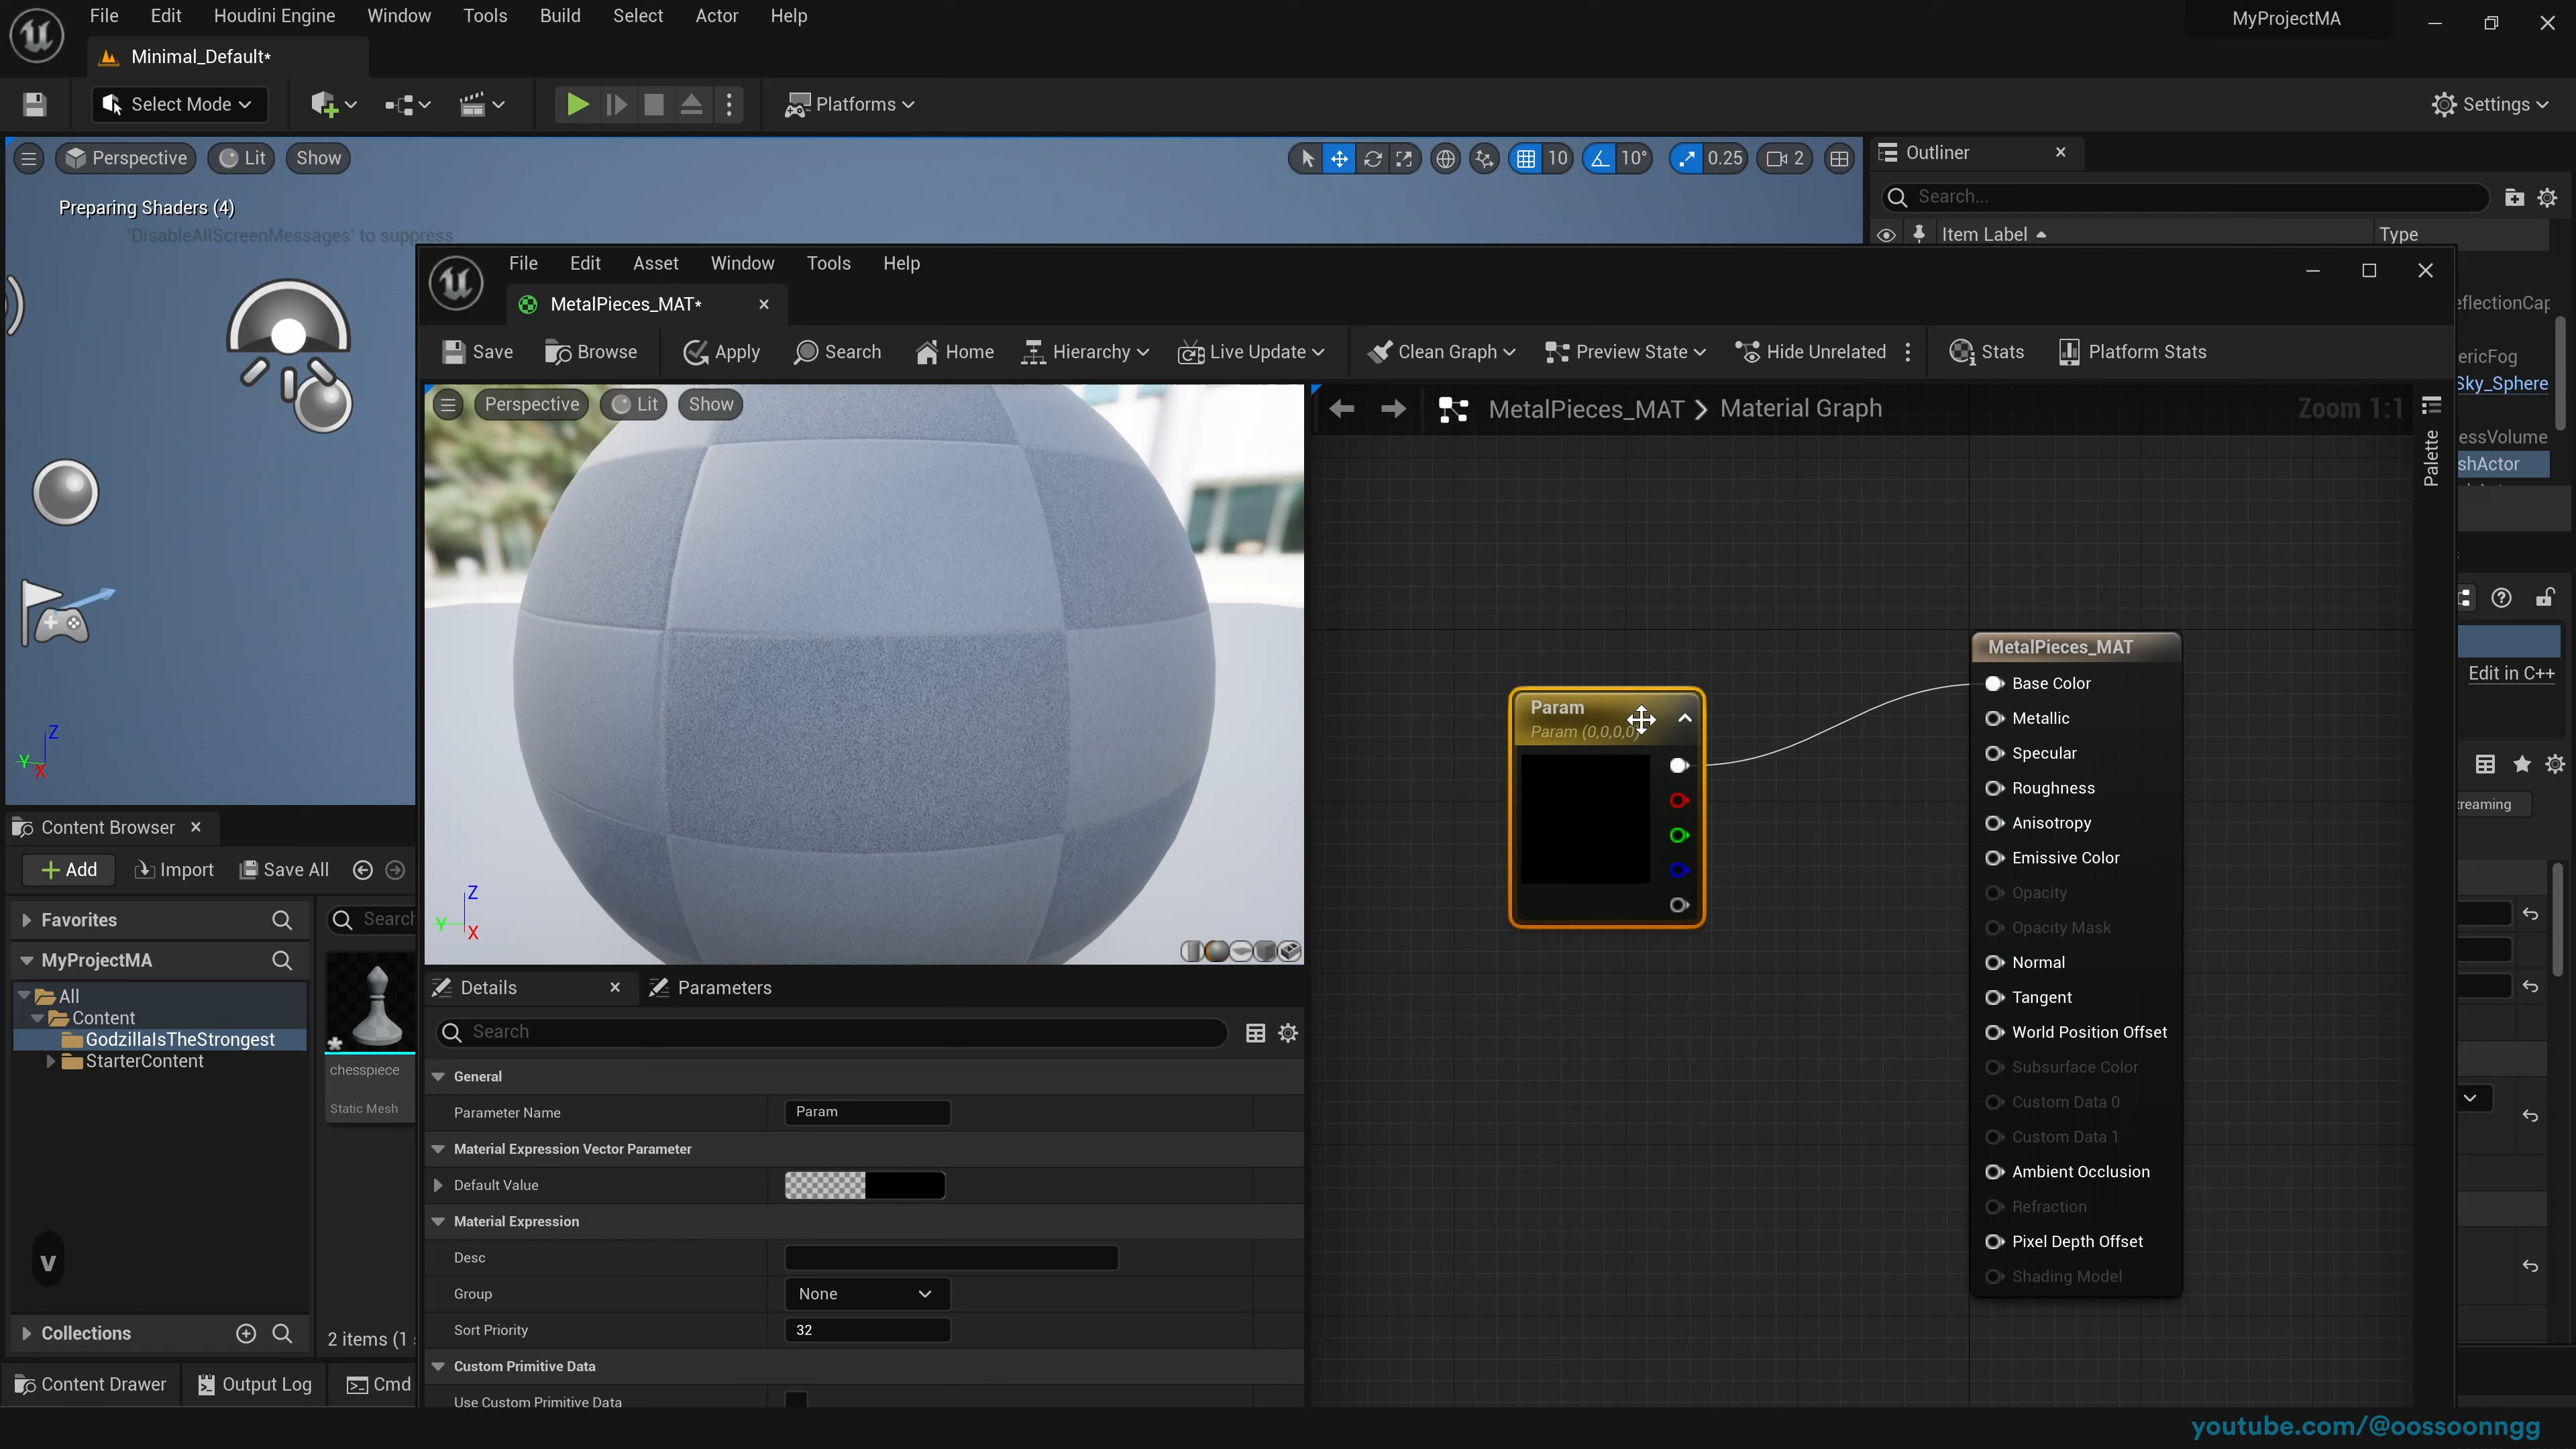 File Edit Houdini Engine Window Tools Build Select Actor Help
MyProjectMA
Minimal_Default*
Select Mode
Platforms
Settings
Perspective Lit Show
10 10° 0.25 2
Outliner
Search...
Item Label Type
Preparing Shaders (4)
'DisableAllScreenMessages' to suppress
File Edit Asset Window Tools Help
MetalPieces_MAT*
Save Browse Apply Search Home Hierarchy Live Update Clean Graph Preview State Hide Unrelated Stats Platform Stats
Perspective Lit Show
MetalPieces_MAT > Material Graph
Zoom 1:1
Palette
flectionCap
ericFog
Sky_Sphere
essVolume
shActor
Edit in C++
reaming
MetalPieces_MAT
Base Color
Metallic
Specular
Roughness
Anisotropy
Emissive Color
Opacity
Opacity Mask
Normal
Tangent
World Position Offset
Subsurface Color
Custom Data 0
Custom Data 1
Ambient Occlusion
Refraction
Pixel Depth Offset
Shading Model
Param
Param (0,0,0,0)
Z
Y
X
Z
Y
X
Content Browser
Add Import Save All
Favorites
Search
MyProjectMA
All
Content
GodzillaIsTheStrongest
StarterContent
chesspiece
Static Mesh
v
Collections
2 items (1
Content Drawer Output Log Cmd
Details Parameters
Search
General
Parameter Name Param
Material Expression Vector Parameter
Default Value
Material Expression
Desc
Group None
Sort Priority 32
Custom Primitive Data
Use Custom Primitive Data
youtube.com/@oossoonngg